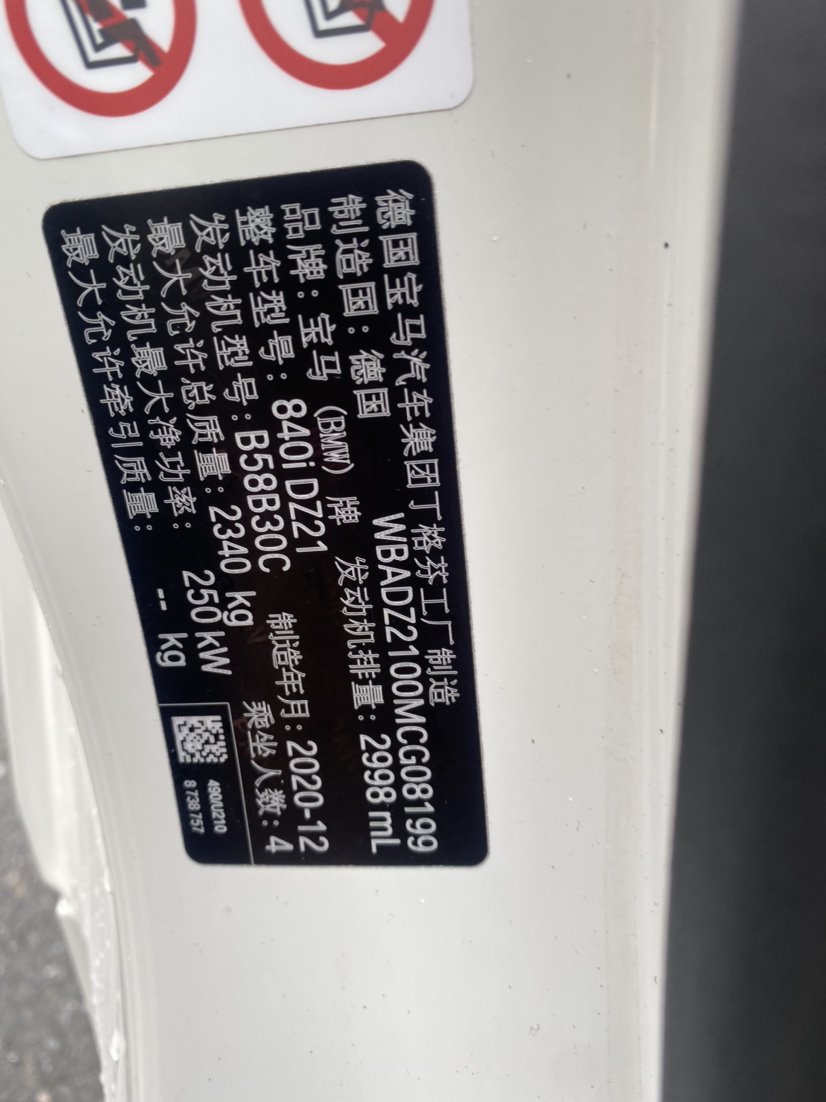 德国宝马汽车集团丁格芬工厂制造
制造国：德国 WBADZ2100MCG08199
品牌：宝马（BMW）牌 发动机排量：2998 mL
整车型号：840i DZ21 制造年月：2020-12
发动机型号：B58B30C 乘坐人数：4
最大允许总质量：2340 kg
发动机最大净功率： 250 kW
最大允许牵引质量： -- kg
490/U210
8 738 757